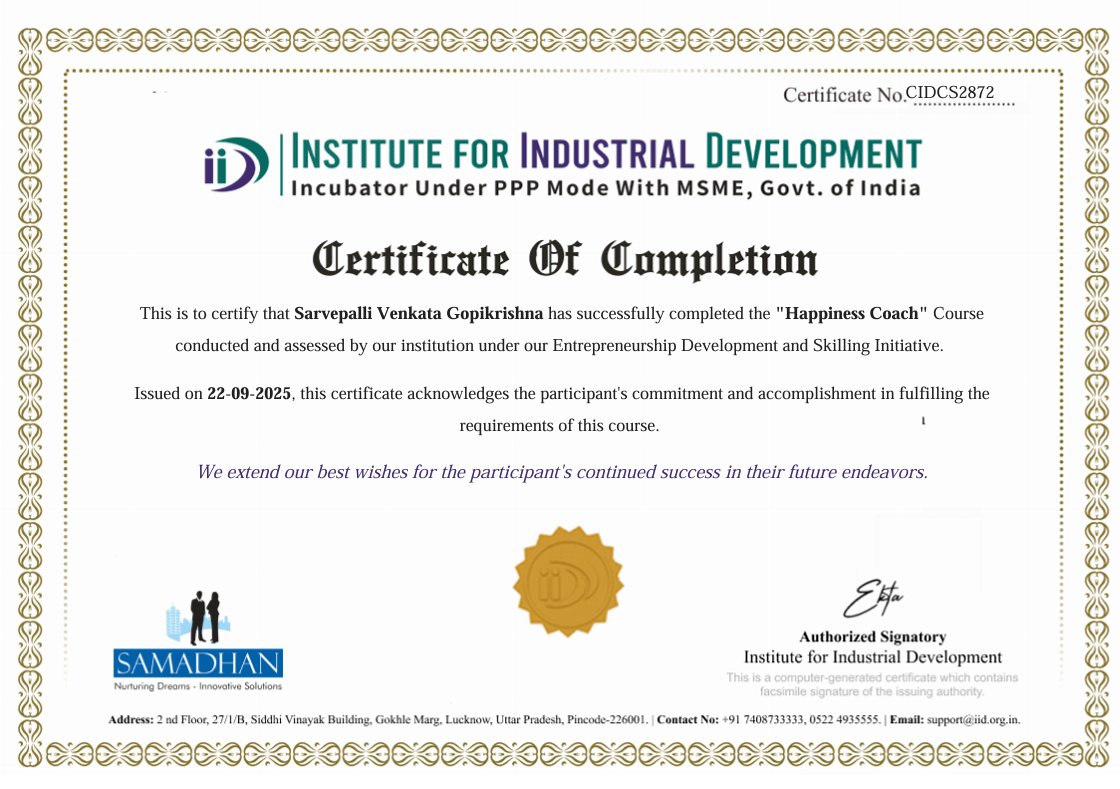 Certificate No. CIDCS2872
iiD INSTITUTE FOR INDUSTRIAL DEVELOPMENT
Incubator Under PPP Mode With MSME, Govt. of India
Certificate Of Completion
This is to certify that Sarvepalli Venkata Gopikrishna has successfully completed the "Happiness Coach" Course
conducted and assessed by our institution under our Entrepreneurship Development and Skilling Initiative.
Issued on 22-09-2025, this certificate acknowledges the participant's commitment and accomplishment in fulfilling the
requirements of this course.
We extend our best wishes for the participant's continued success in their future endeavors.
iiD
Ekta
SAMADHAN
Nurturing Dreams - Innovative Solutions
Authorized Signatory
Institute for Industrial Development
This is a computer-generated certificate which contains
facsimile signature of the issuing authority.
Address: 2 nd Floor, 27/1/B, Siddhi Vinayak Building, Gokhle Marg, Lucknow, Uttar Pradesh, Pincode-226001. | Contact No: +91 7408733333, 0522 4935555. | Email: support@iid.org.in.